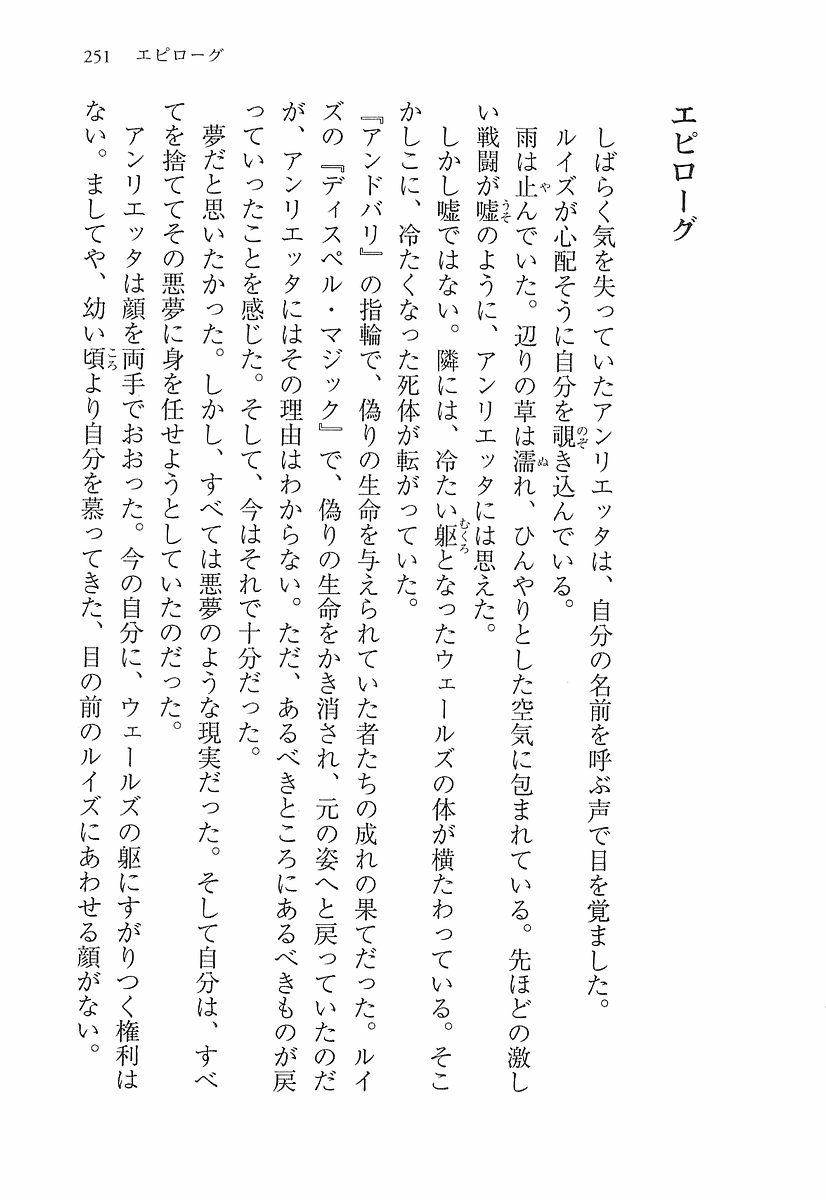 251　エピローグ
エピローグ
しばらく気を失っていたアンリエッタは、自分の名前を呼ぶ声で目を覚ました。
ルイズが心配そうに自分を覗き込んでいる。
雨は止んでいた。辺りの草は濡れ、ひんやりとした空気に包まれている。先ほどの激し
い戦闘が嘘のように、アンリエッタには思えた。
しかし嘘ではない。隣には、冷たい躯となったウェールズの体が横たわっている。そこ
かしこに、冷たくなった死体が転がっていた。
『アンドバリ』の指輪で、偽りの生命を与えられていた者たちの成れの果てだった。ルイ
ズの『ディスペル・マジック』で、偽りの生命をかき消され、元の姿へと戻っていたのだ
が、アンリエッタにはその理由はわからない。ただ、あるべきところにあるべきものが戻
っていったことを感じた。そして、今はそれで十分だった。
夢だと思いたかった。しかし、すべては悪夢のような現実だった。そして自分は、すべ
てを捨ててその悪夢に身を任せようとしていたのだった。
アンリエッタは顔を両手でおおった。今の自分に、ウェールズの躯にすがりつく権利は
ない。ましてや、幼い頃より自分を慕ってきた、目の前のルイズにあわせる顔がない。